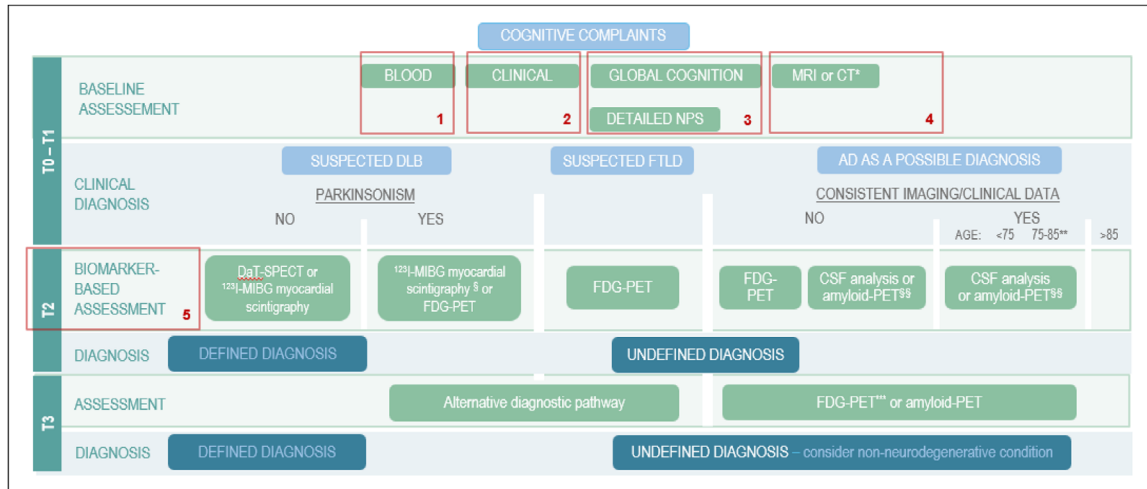 COGNITIVE COMPLAINTS
T0 – T1
BASELINE
ASSESSEMENT
BLOOD
1
CLINICAL
2
GLOBAL COGNITION
DETAILED NPS
3
MRI or CT*
4
CLINICAL
DIAGNOSIS
SUSPECTED DLB
PARKINSONISM
NO
YES
SUSPECTED FTLD
AD AS A POSSIBLE DIAGNOSIS
CONSISTENT IMAGING/CLINICAL DATA
NO
YES
AGE: <75 75-85** >85
T2
BIOMARKER-
BASED
ASSESSMENT
5
DaT-SPECT or
¹²³I-MIBG myocardial
scintigraphy
¹²³I-MIBG myocardial
scintigraphy § or
FDG-PET
FDG-PET
FDG-
PET
CSF analysis or
amyloid-PET§§
CSF analysis
or amyloid-PET§§
DIAGNOSIS
DEFINED DIAGNOSIS
UNDEFINED DIAGNOSIS
T3
ASSESSMENT
Alternative diagnostic pathway
FDG-PET*** or amyloid-PET
DIAGNOSIS
DEFINED DIAGNOSIS
UNDEFINED DIAGNOSIS – consider non-neurodegenerative condition